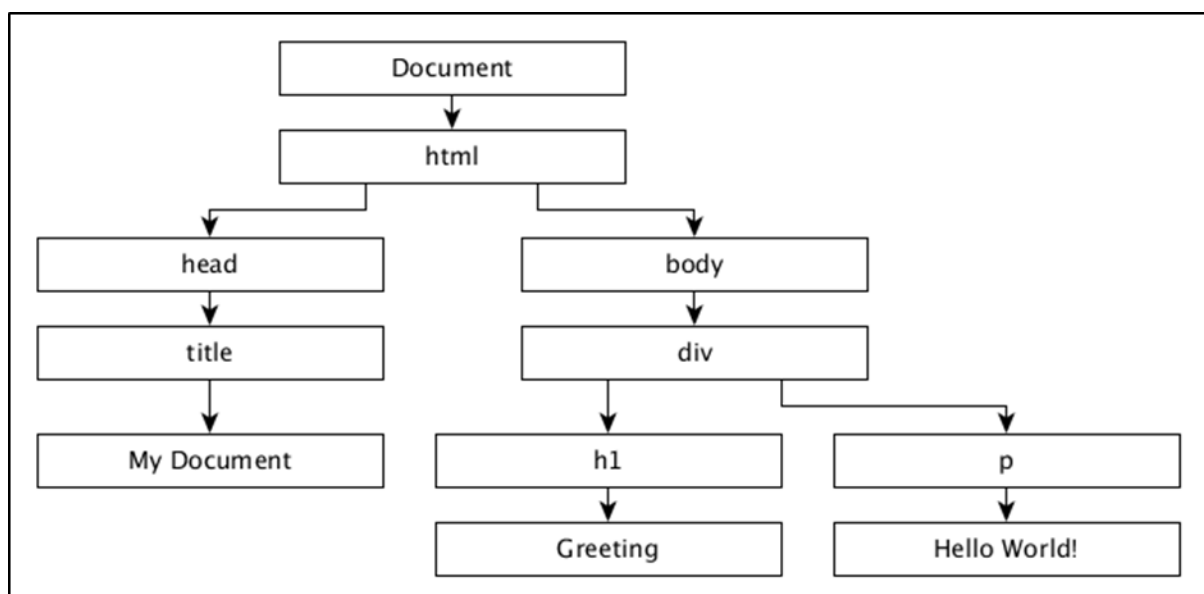 Document
html
head
body
title
div
My Document
h1
p
Greeting
Hello World!